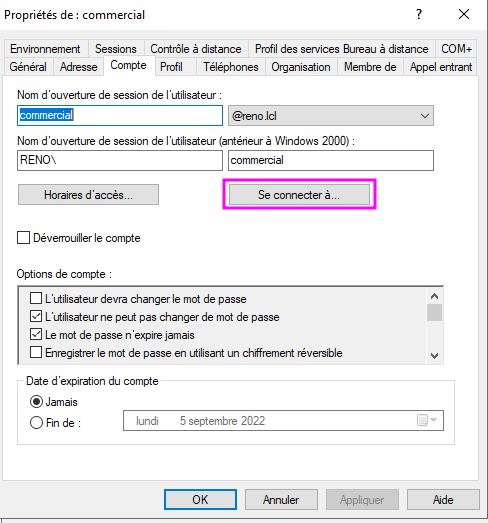 Propriétés de : commercial
Environnement Sessions Contrôle à distance Profil des services Bureau à distance COM+
Général Adresse Compte Profil Téléphones Organisation Membre de Appel entrant
Nom d'ouverture de session de l'utilisateur :
commercial @reno.lcl
Nom d'ouverture de session de l'utilisateur (antérieur à Windows 2000) :
RENO\ commercial
Horaires d'accès... Se connecter à...
Déverrouiller le compte
Options de compte :
L'utilisateur devra changer le mot de passe
L'utilisateur ne peut pas changer de mot de passe
Le mot de passe n'expire jamais
Enregistrer le mot de passe en utilisant un chiffrement réversible
Date d'expiration du compte
Jamais
Fin de : lundi 5 septembre 2022
OK Annuler Appliquer Aide